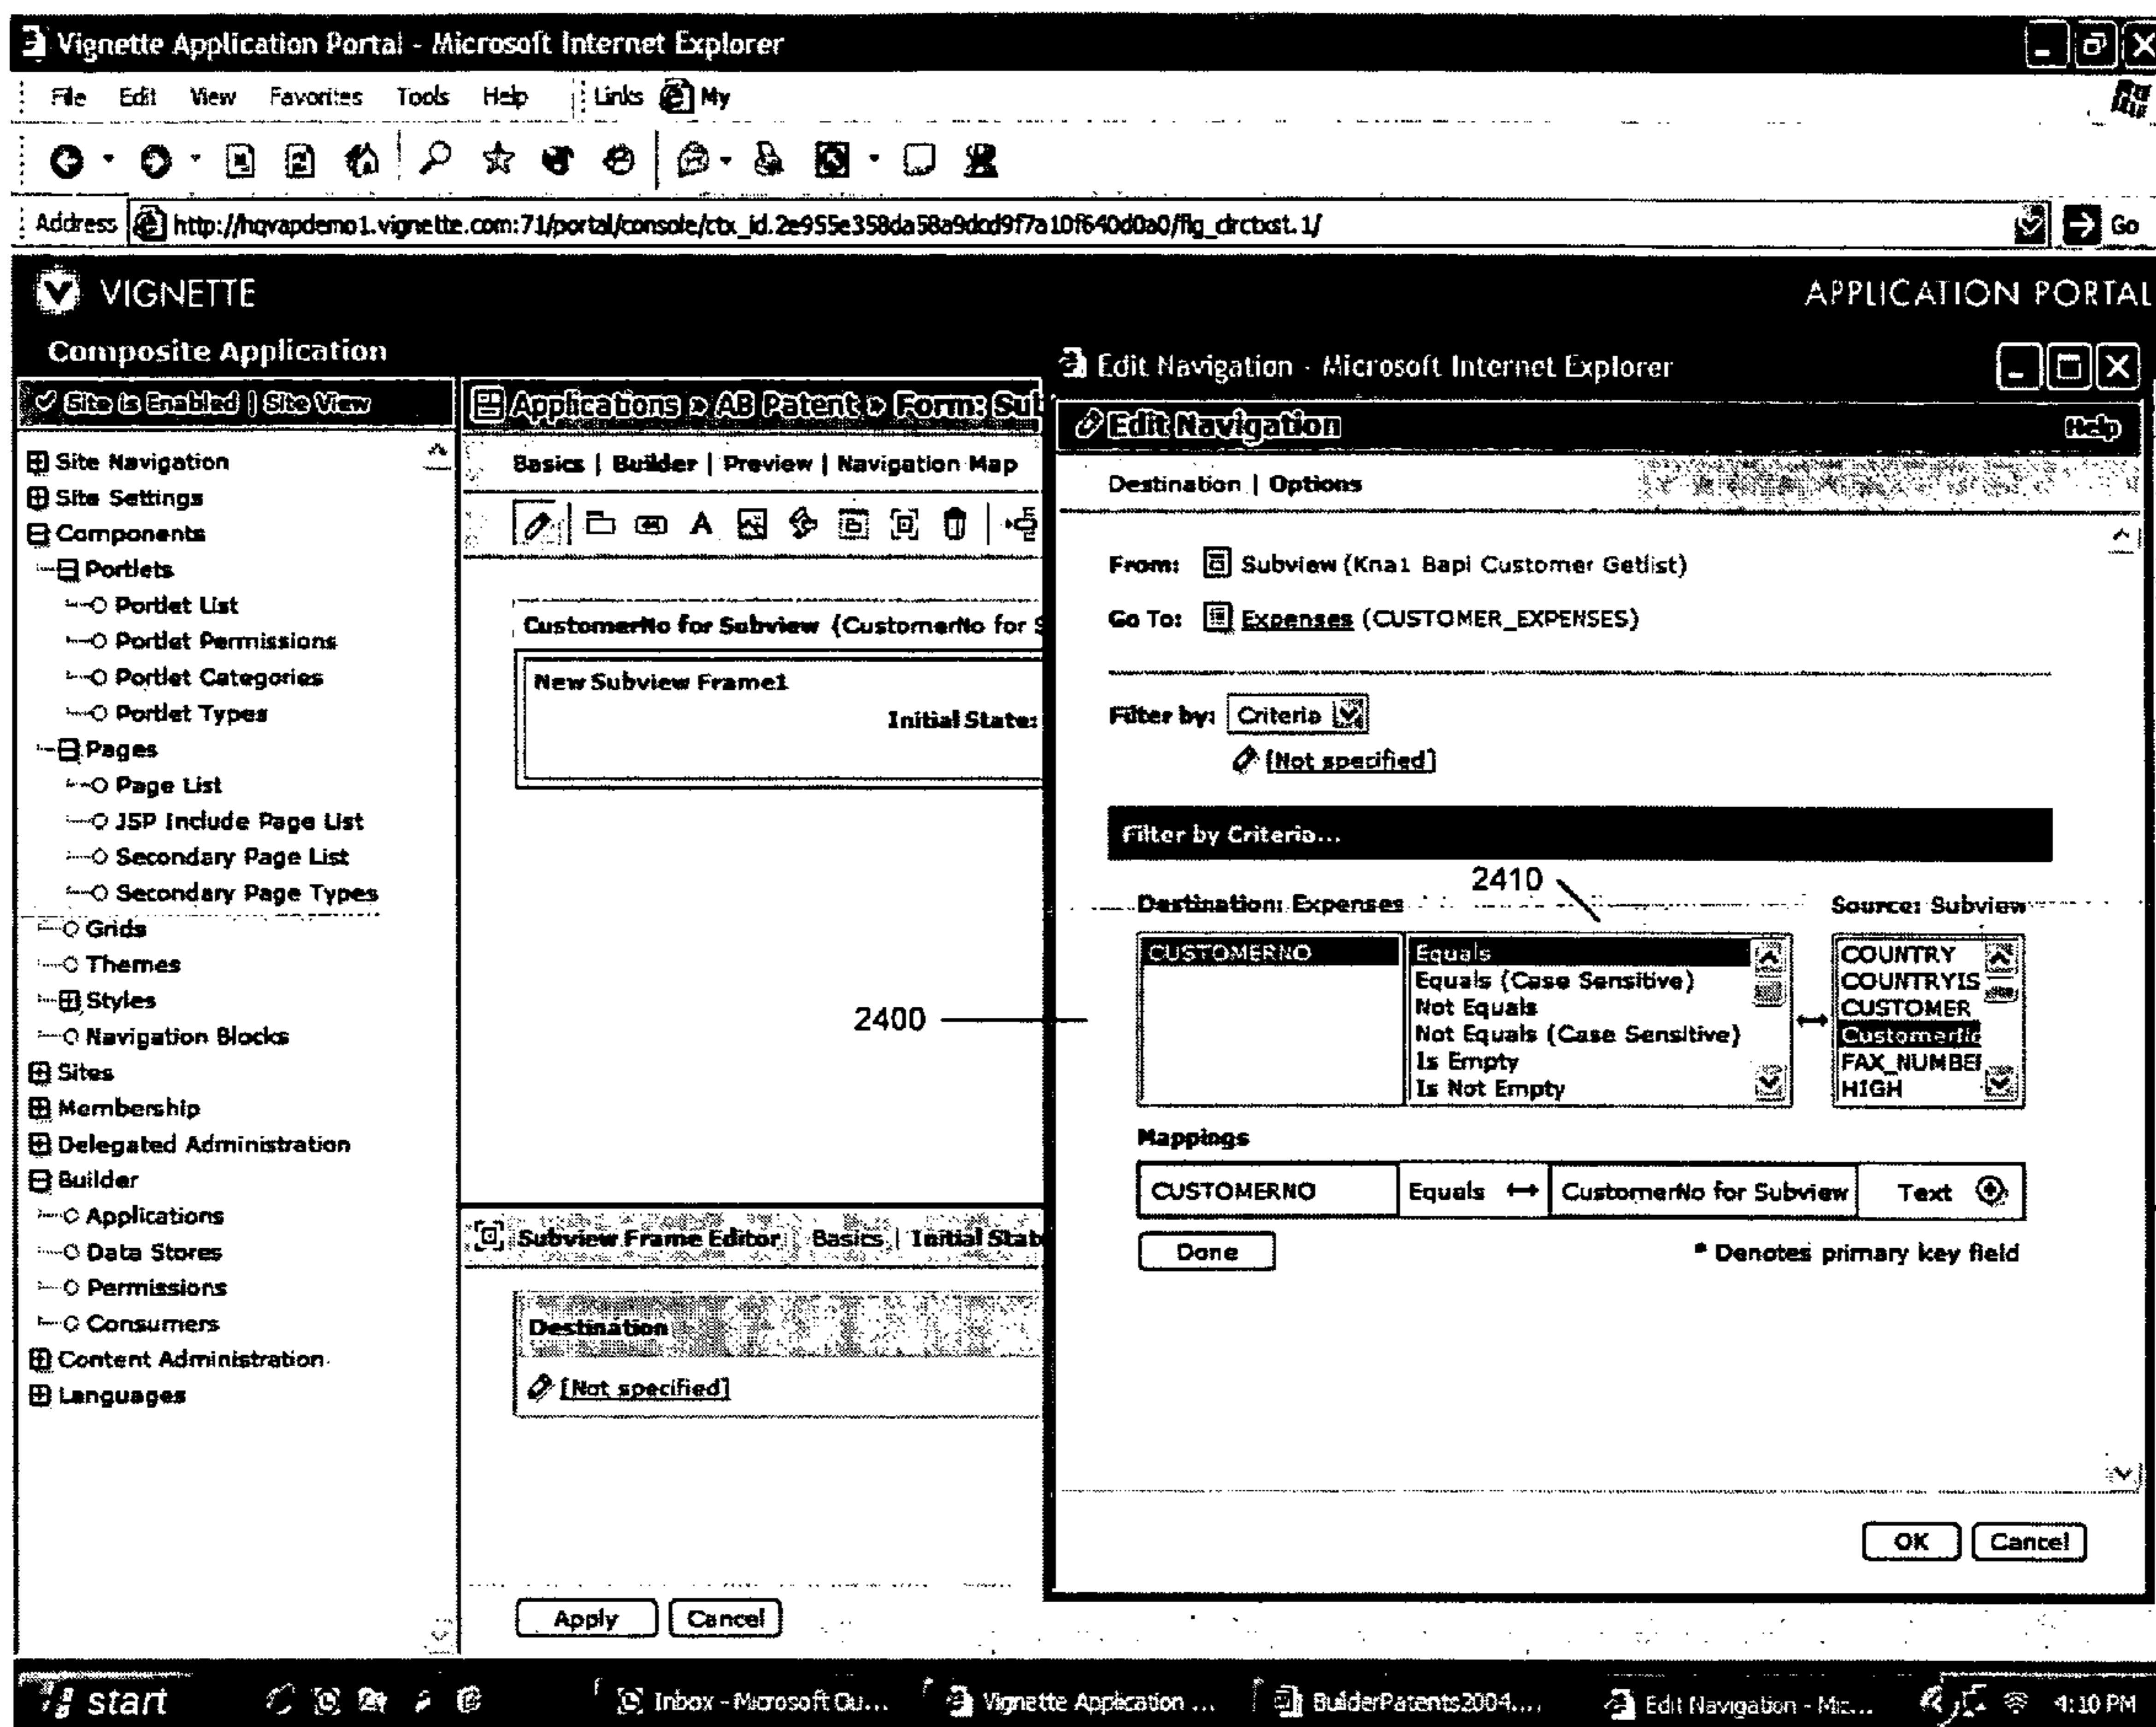 Vignette Application Portal - Microsoft Internet Explorer
File Edit View Favorites Tools Help Links My
Address http://hqvapdemo1.vignette.com:71/portal/console/ctx_id.2e955e358da58a9dcd9f7a10f640d0a0/flg_clrctxst.1/ Go
VIGNETTE APPLICATION PORTAL
Composite Application
Site is Enabled | Site View
Site Navigation
Site Settings
Components
Portlets
Portlet List
Portlet Permissions
Portlet Categories
Portlet Types
Pages
Page List
JSP Include Page List
Secondary Page List
Secondary Page Types
Grids
Themes
Styles
Navigation Blocks
Sites
Membership
Delegated Administration
Builder
Applications
Data Stores
Permissions
Consumers
Content Administration
Languages
Applications » AB Patent » Form: Sub
Basics | Builder | Preview | Navigation Map
CustomerNo for Subview (CustomerNo for S
New Subview Frame1
Initial State:
2400
Subview Frame Editor Basics | Initial State
Destination
[Not specified]
Apply Cancel
Edit Navigation - Microsoft Internet Explorer
Edit Navigation Help
Destination | Options
From: Subview (Kna1 Bapi Customer Getlist)
Go To: Expenses (CUSTOMER_EXPENSES)
Filter by: Criteria
[Not specified]
Filter by Criteria...
2410
Destination: Expenses Source: Subview
CUSTOMERNO
Equals
Equals (Case Sensitive)
Not Equals
Not Equals (Case Sensitive)
Is Empty
Is Not Empty
COUNTRY
COUNTRYIS
CUSTOMER
CustomerNo
FAX_NUMBER
HIGH
Mappings
CUSTOMERNO Equals ↔ CustomerNo for Subview Text
Done * Denotes primary key field
OK Cancel
start Inbox - Microsoft Ou... Vignette Application ... BuilderPatents2004.... Edit Navigation - Mic... 4:10 PM